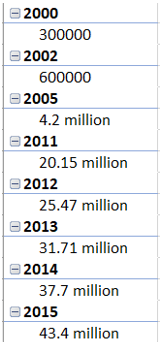 2000
300000
2002
600000
2005
4.2 million
2011
20.15 million
2012
25.47 million
2013
31.71 million
2014
37.7 million
2015
43.4 million